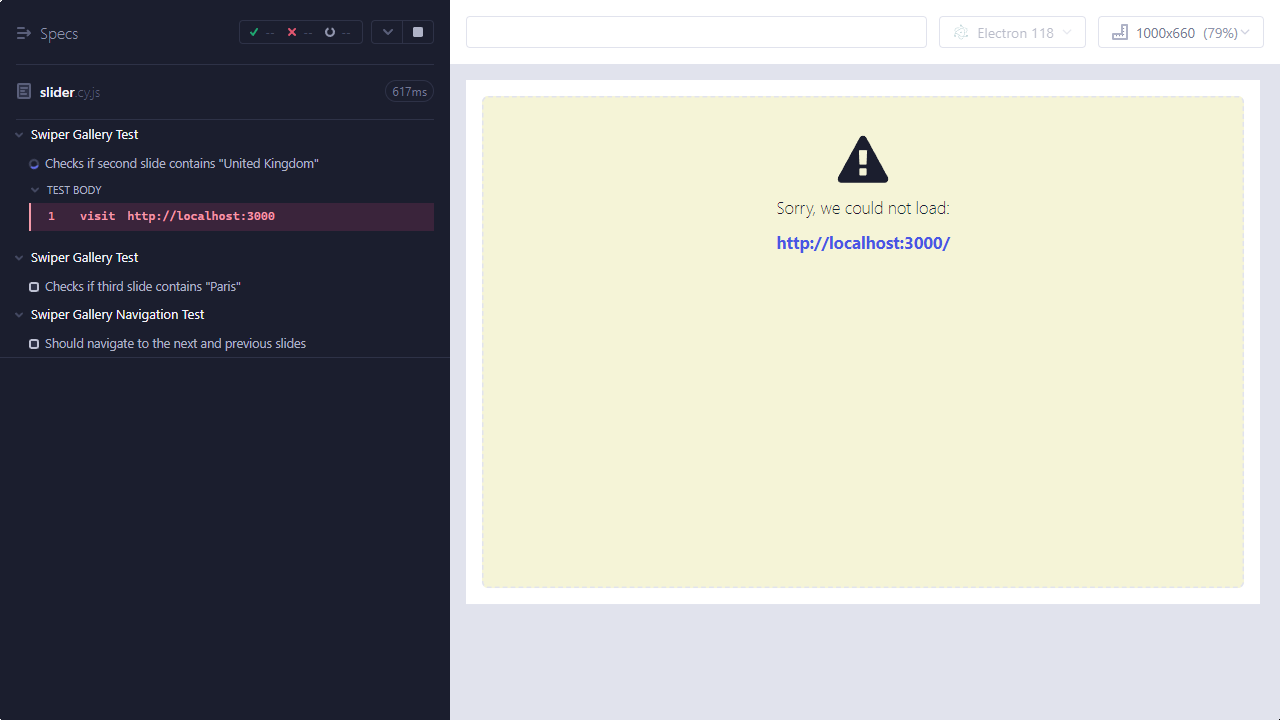 Specs
-- -- --
slider.cy.js
617ms
Swiper Gallery Test
Checks if second slide contains "United Kingdom"
TEST BODY
1 visit http://localhost:3000
Swiper Gallery Test
Checks if third slide contains "Paris"
Swiper Gallery Navigation Test
Should navigate to the next and previous slides
Electron 118
1000x660 (79%)
Sorry, we could not load:
http://localhost:3000/